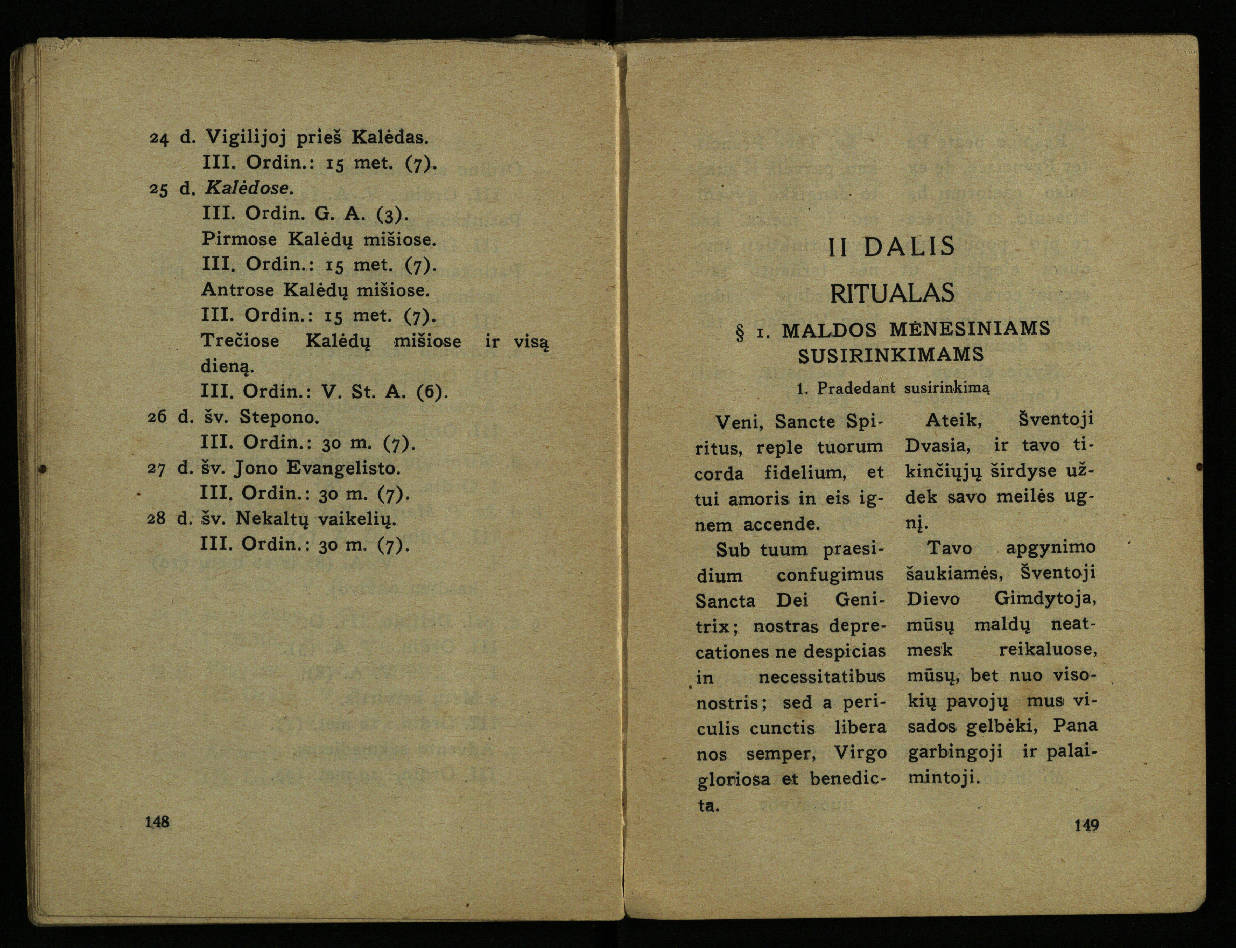 24 d. Vigilijoj prieš Kalėdas.
III. Ordin.: 15 met. (7).
25 d. Kalėdose.
III. Ordin. G. A. (3).
Pirmose Kalėdų mišiose.
III. Ordin.: 15 met. (7).
Antrose Kalėdų mišiose.
III. Ordin.: 15 met. (7).
Trečiose Kalėdų mišiose ir visą
dieną.
III. Ordin.: V. St. A. (6).
26 d. šv. Stepono.
III. Ordin.: 30 m. (7).
27 d. šv. Jono Evangelisto.
III. Ordin.: 30 m. (7).
28 d. šv. Nekaltų vaikelių.
III. Ordin.: 30 m. (7).
148
II DALIS
RITUALAS
§ 1. MALDOS MĖNESINIAMS
SUSIRINKIMAMS
1. Pradedant susirinkimą
Veni, Sancte Spi-
ritus, reple tuorum
corda fidelium, et
tui amoris in eis ig-
nem accende.
Sub tuum praesi-
dium confugimus
Sancta Dei Geni-
trix; nostras depre-
cationes ne despicias
in necessitatibus
nostris; sed a peri-
culis cunctis libera
nos semper, Virgo
gloriosa et benedic-
ta.
Ateik, Šventoji
Dvasia, ir tavo ti-
kinčiųjų širdyse už-
dek savo meilės ug-
nį.
Tavo apgynimo
šaukiamės, Šventoji
Dievo Gimdytoja,
mūsų maldų neat-
mesk reikaluose,
mūsų, bet nuo viso-
kių pavojų mus vi-
sados gelbėki, Pana
garbingoji ir palai-
mintoji.
149